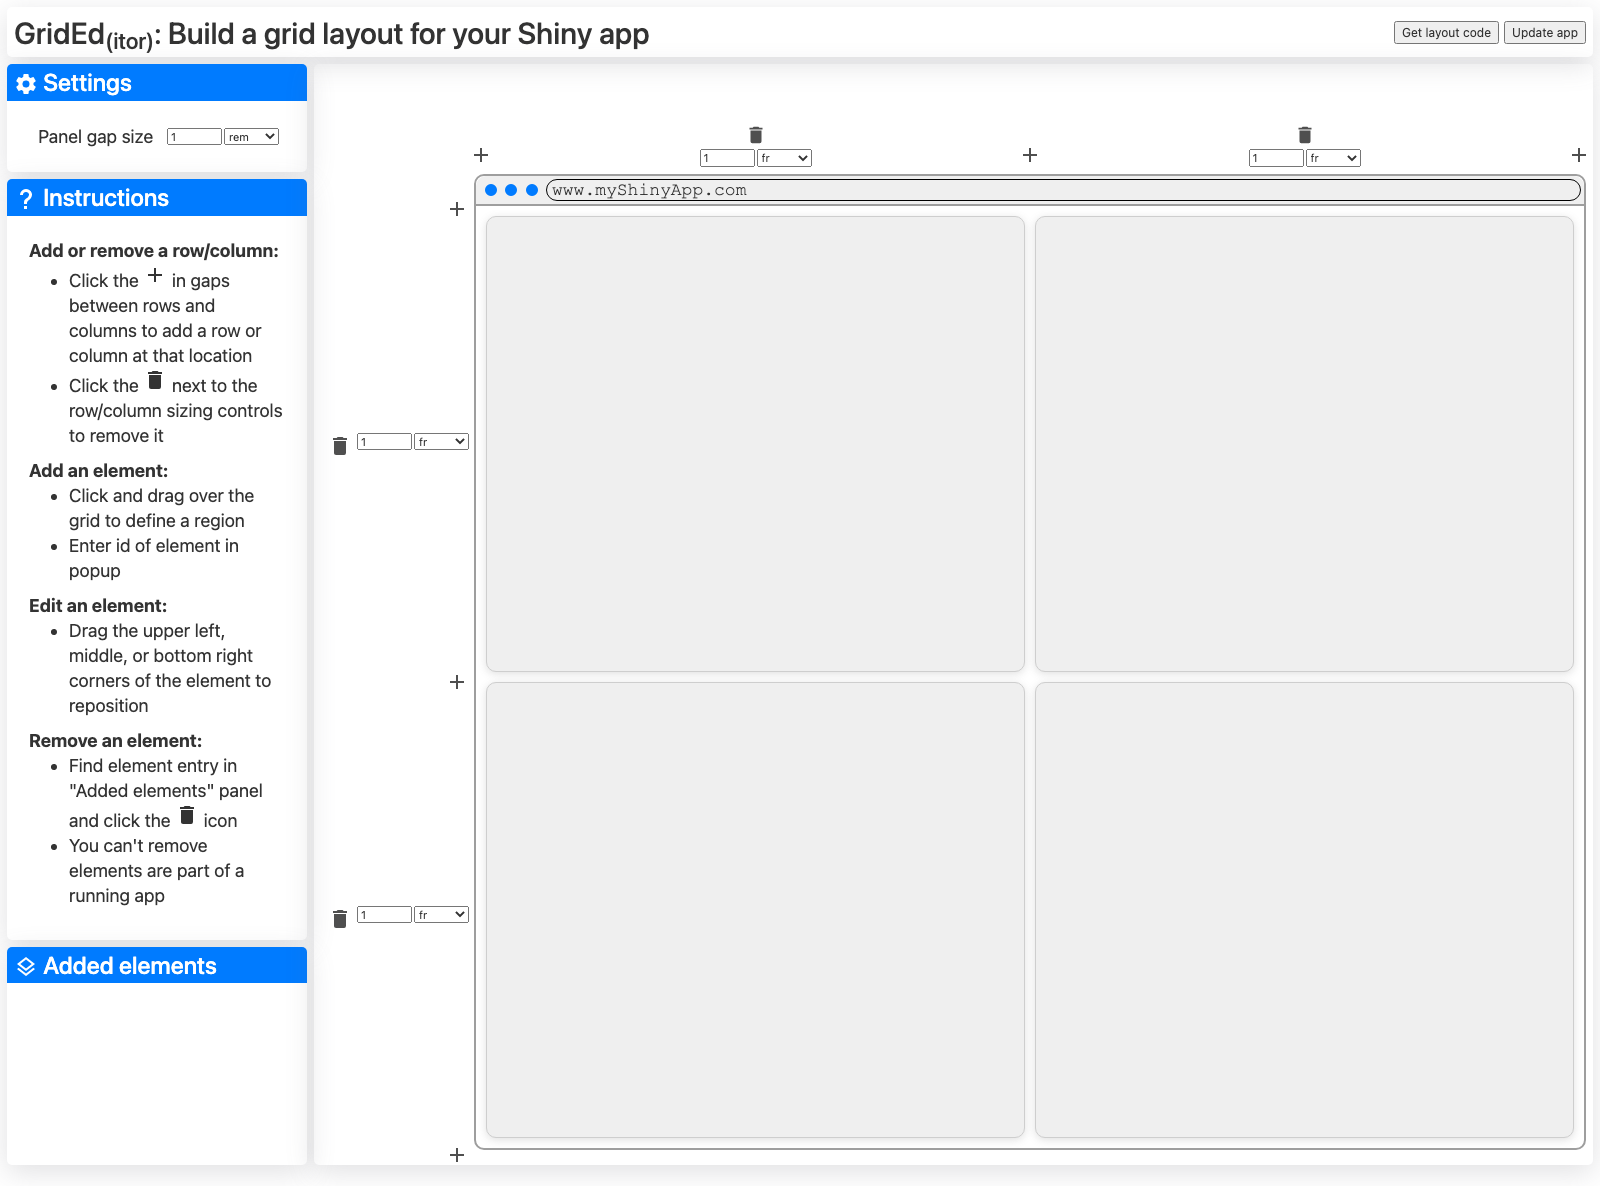 GridEd(itor): Build a grid layout for your Shiny app
Get layout code
Update app
Settings
Panel gap size 1 rem
Instructions
Add or remove a row/column:
Click the + in gaps
between rows and
columns to add a row or
column at that location
Click the next to the
row/column sizing controls
to remove it
Add an element:
Click and drag over the
grid to define a region
Enter id of element in
popup
Edit an element:
Drag the upper left,
middle, or bottom right
corners of the element to
reposition
Remove an element:
Find element entry in
"Added elements" panel
and click the icon
You can't remove
elements are part of a
running app
Added elements
1 fr
1 fr
www.myShinyApp.com
1 fr
1 fr